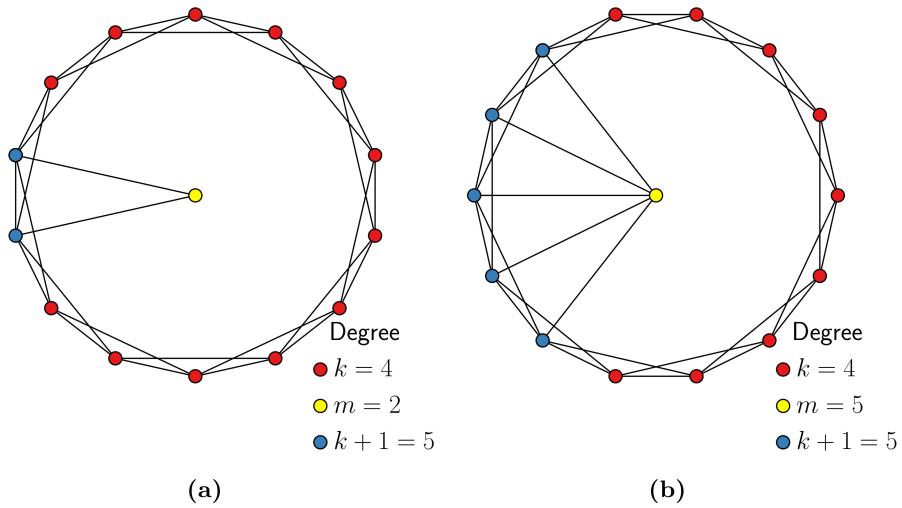 Degree
k = 4
m = 2
k + 1 = 5
(a)
Degree
k = 4
m = 5
k + 1 = 5
(b)